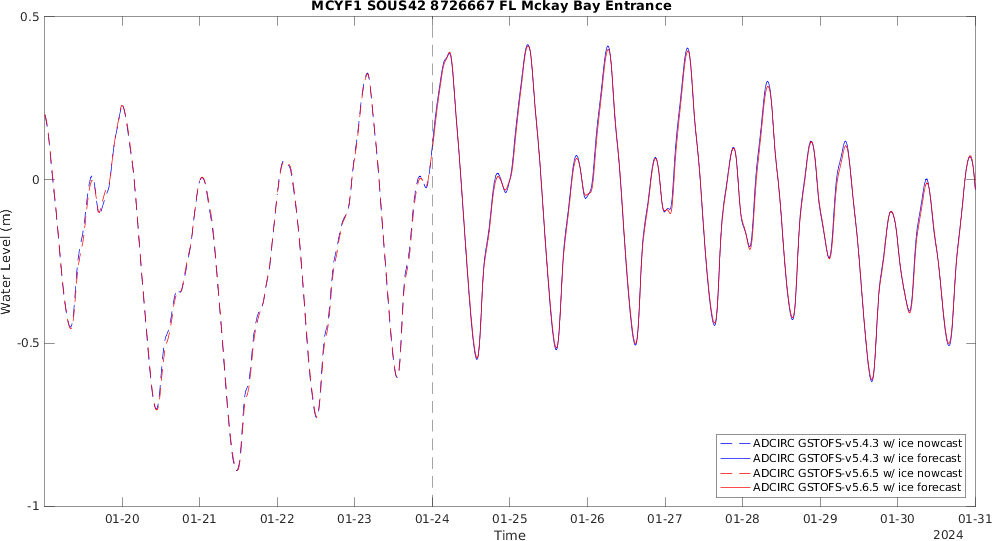 MCYF1 SOUS42 8726667 FL Mckay Bay Entrance
0.5
0
-0.5
-1
Water Level (m)
01-20 01-21 01-22 01-23 01-24 01-25 01-26 01-27 01-28 01-29 01-30 01-31
Time
2024
ADCIRC GSTOFS-v5.4.3 w/ ice nowcast
ADCIRC GSTOFS-v5.4.3 w/ ice forecast
ADCIRC GSTOFS-v5.6.5 w/ ice nowcast
ADCIRC GSTOFS-v5.6.5 w/ ice forecast